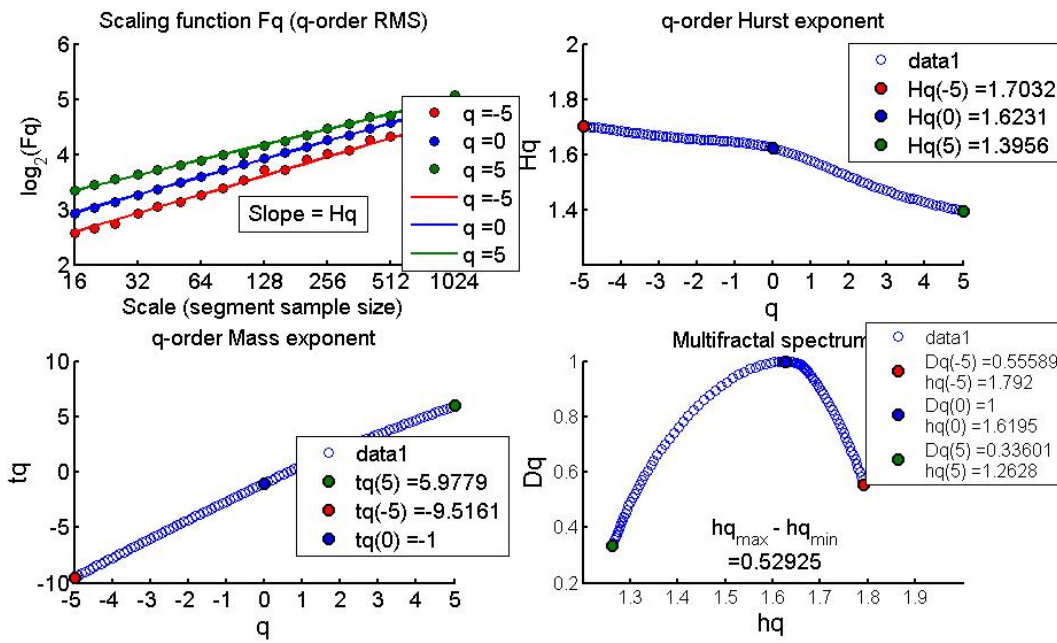 Scaling function Fq (q-order RMS)
6
5
4
3
2
log2(Fq)
16 32 64 128 256 512 1024
Scale (segment sample size)
Slope = Hq
q =-5
q =0
q =5
q =-5
q =0
q =5
q-order Hurst exponent
2
1.8
1.6
1.4
Hq
-5 -4 -3 -2 -1 0 1 2 3 4 5
q
data1
Hq(-5) =1.7032
Hq(0) =1.6231
Hq(5) =1.3956
q-order Mass exponent
10
5
0
-5
-10
tq
-5 -4 -3 -2 -1 0 1 2 3 4 5
q
data1
tq(5) =5.9779
tq(-5) =-9.5161
tq(0) =-1
Multifractal spectrum
1
0.8
0.6
0.4
0.2
Dq
1.3 1.4 1.5 1.6 1.7 1.8 1.9
hq
data1
Dq(-5) =0.55589
hq(-5) =1.792
Dq(0) =1
hq(0) =1.6195
Dq(5) =0.33601
hq(5) =1.2628
hqmax - hqmin
=0.52925